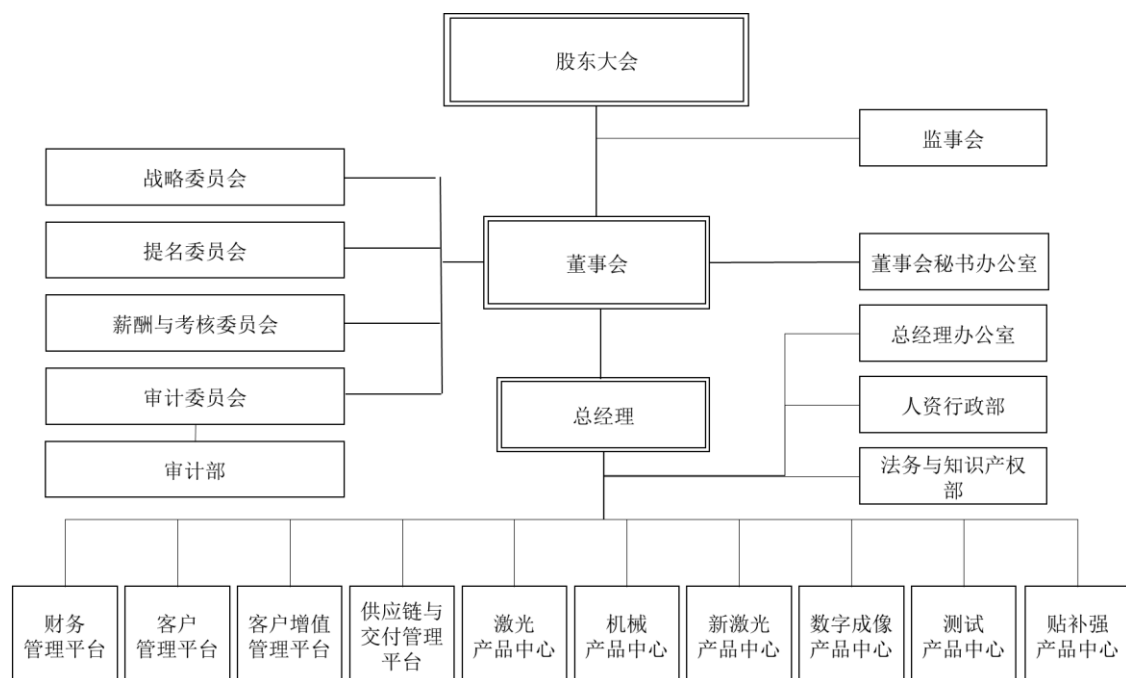 股东大会
监事会
战略委员会
提名委员会
董事会
董事会秘书办公室
薪酬与考核委员会
总经理办公室
审计委员会
总经理
人资行政部
审计部
法务与知识产权
部
财务
管理平台
客户
管理平台
客户增值
管理平台
供应链与
交付管理
平台
激光
产品中心
机械
产品中心
新激光
产品中心
数字成像
产品中心
测试
产品中心
贴补强
产品中心